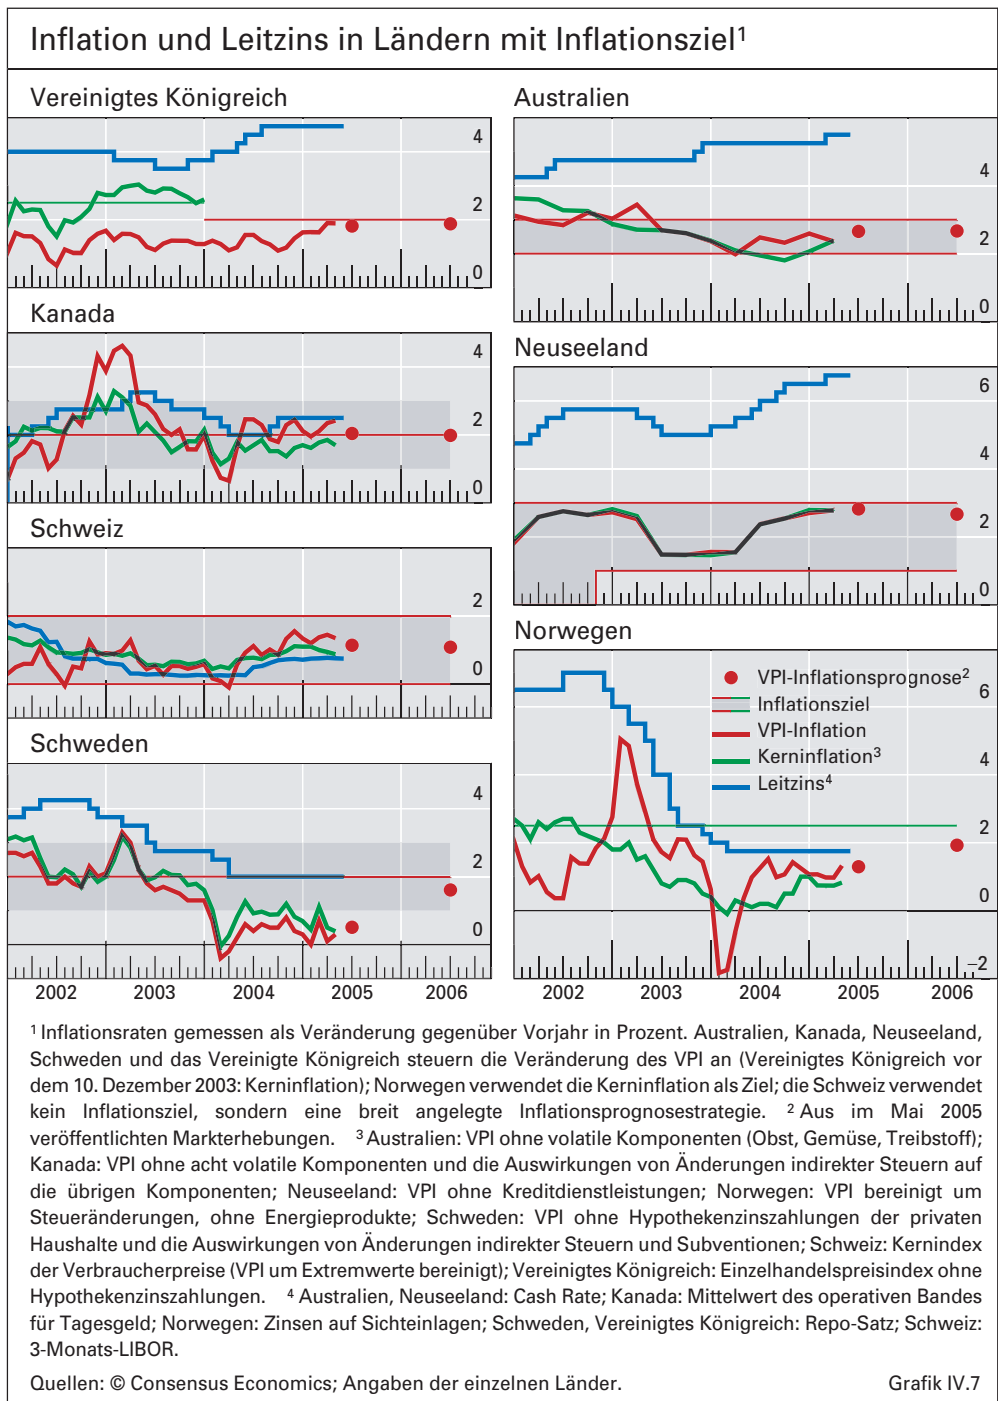 Inflation und Leitzins in Ländern mit Inflationsziel¹
Vereinigtes Königreich
4
2
0
Kanada
4
2
0
Schweiz
2
0
Schweden
4
2
0
2002 2003 2004 2005 2006
Australien
4
2
0
Neuseeland
6
4
2
0
Norwegen
VPI-Inflationsprognose²
Inflationsziel
VPI-Inflation
Kerninflation³
Leitzins⁴
6
4
2
0
–2
2002 2003 2004 2005 2006
¹ Inflationsraten gemessen als Veränderung gegenüber Vorjahr in Prozent. Australien, Kanada, Neuseeland,
Schweden und das Vereinigte Königreich steuern die Veränderung des VPI an (Vereinigtes Königreich vor
dem 10. Dezember 2003: Kerninflation); Norwegen verwendet die Kerninflation als Ziel; die Schweiz verwendet
kein Inflationsziel, sondern eine breit angelegte Inflationsprognosestrategie. ² Aus im Mai 2005
veröffentlichten Markterhebungen. ³ Australien: VPI ohne volatile Komponenten (Obst, Gemüse, Treibstoff);
Kanada: VPI ohne acht volatile Komponenten und die Auswirkungen von Änderungen indirekter Steuern auf
die übrigen Komponenten; Neuseeland: VPI ohne Kreditdienstleistungen; Norwegen: VPI bereinigt um
Steueränderungen, ohne Energieprodukte; Schweden: VPI ohne Hypothekenzinszahlungen der privaten
Haushalte und die Auswirkungen von Änderungen indirekter Steuern und Subventionen; Schweiz: Kernindex
der Verbraucherpreise (VPI um Extremwerte bereinigt); Vereinigtes Königreich: Einzelhandelspreisindex ohne
Hypothekenzinszahlungen. ⁴ Australien, Neuseeland: Cash Rate; Kanada: Mittelwert des operativen Bandes
für Tagesgeld; Norwegen: Zinsen auf Sichteinlagen; Schweden, Vereinigtes Königreich: Repo-Satz; Schweiz:
3-Monats-LIBOR.
Quellen: © Consensus Economics; Angaben der einzelnen Länder. Grafik IV.7